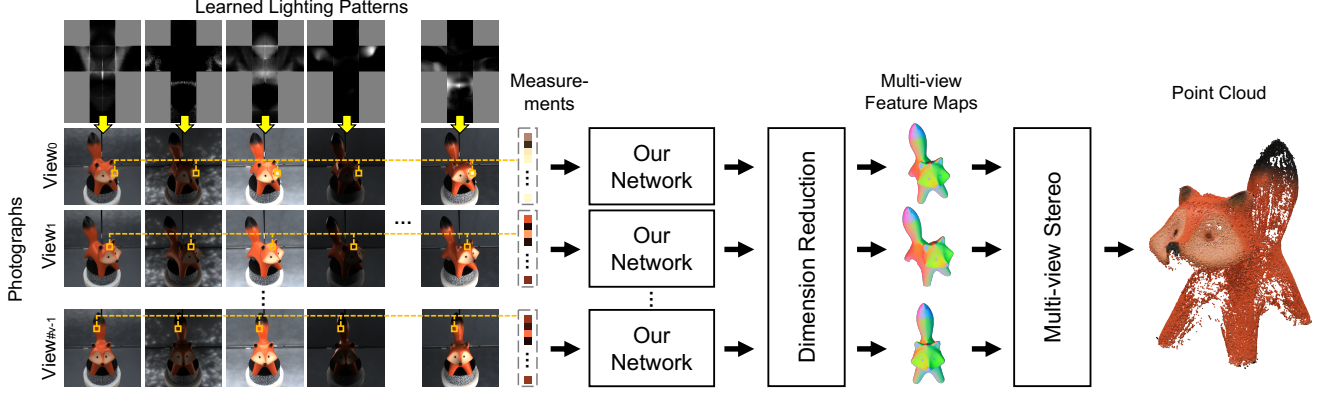 Learned Lighting Patterns
Measure-
ments
Multi-view
Feature Maps
Point Cloud
Photographs
View0
View1
View#v-1
...
Our
Network
Our
Network
Our
Network
Dimension Reduction
Multi-view Stereo